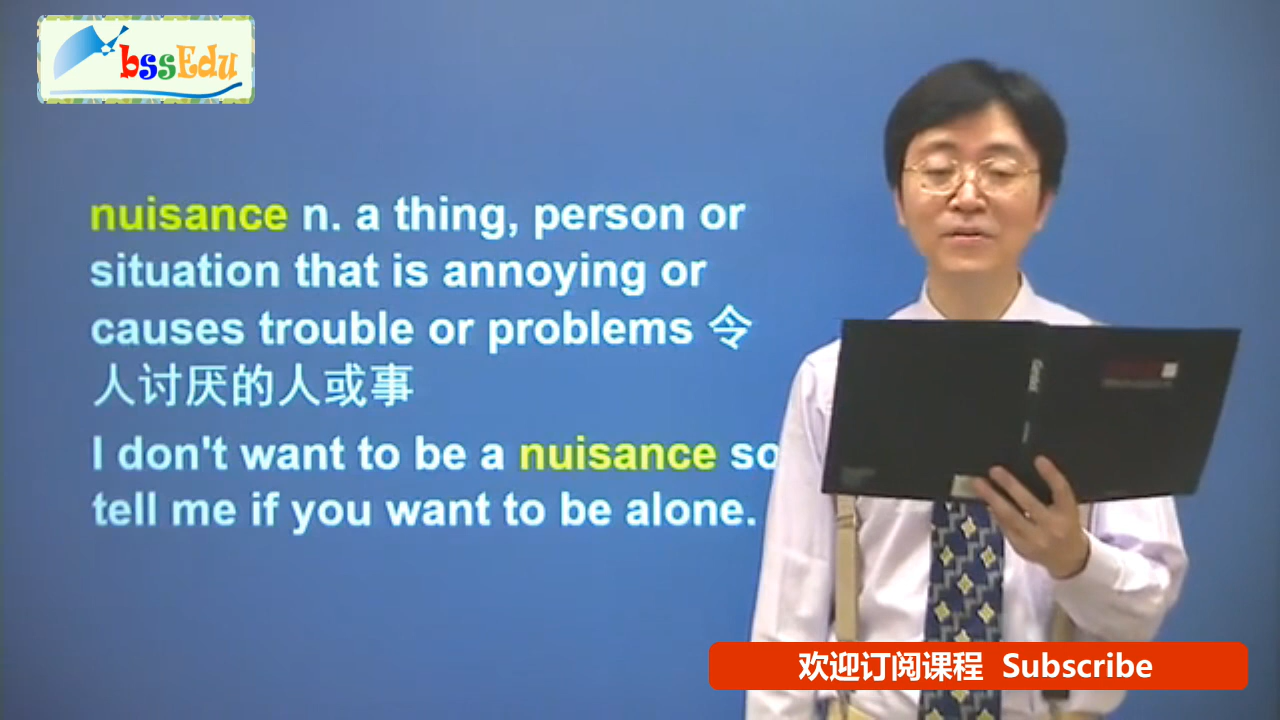 bssEdu
nuisance n. a thing, person or
situation that is annoying or
causes trouble or problems 令
人讨厌的人或事
I don't want to be a nuisance so
tell me if you want to be alone.
欢迎订阅课程 Subscribe